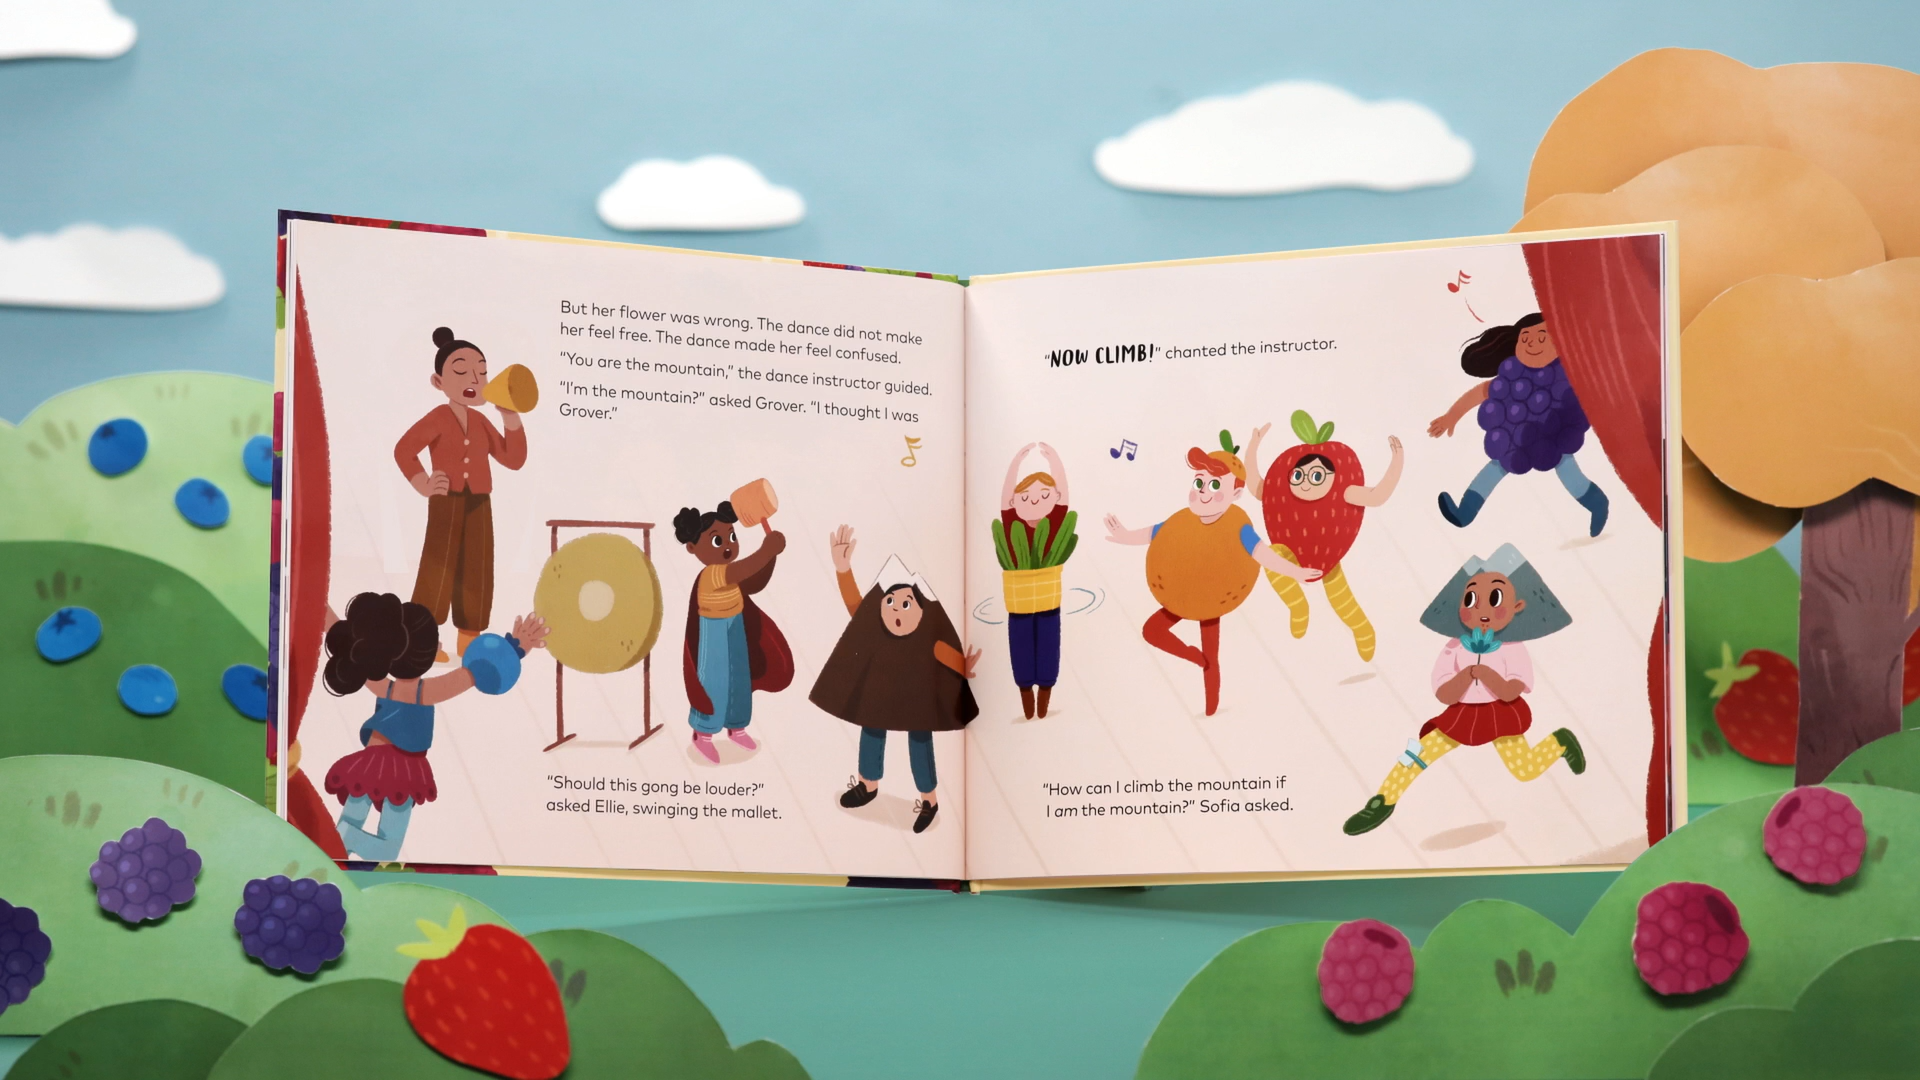 But her flower was wrong. The dance did not make
her feel free. The dance made her feel confused.
“You are the mountain,” the dance instructor guided.
“I’m the mountain?” asked Grover. “I thought I was
Grover.”
“Should this gong be louder?”
asked Ellie, swinging the mallet.
“NOW CLIMB!” chanted the instructor.
“How can I climb the mountain if
I am the mountain?” Sofia asked.